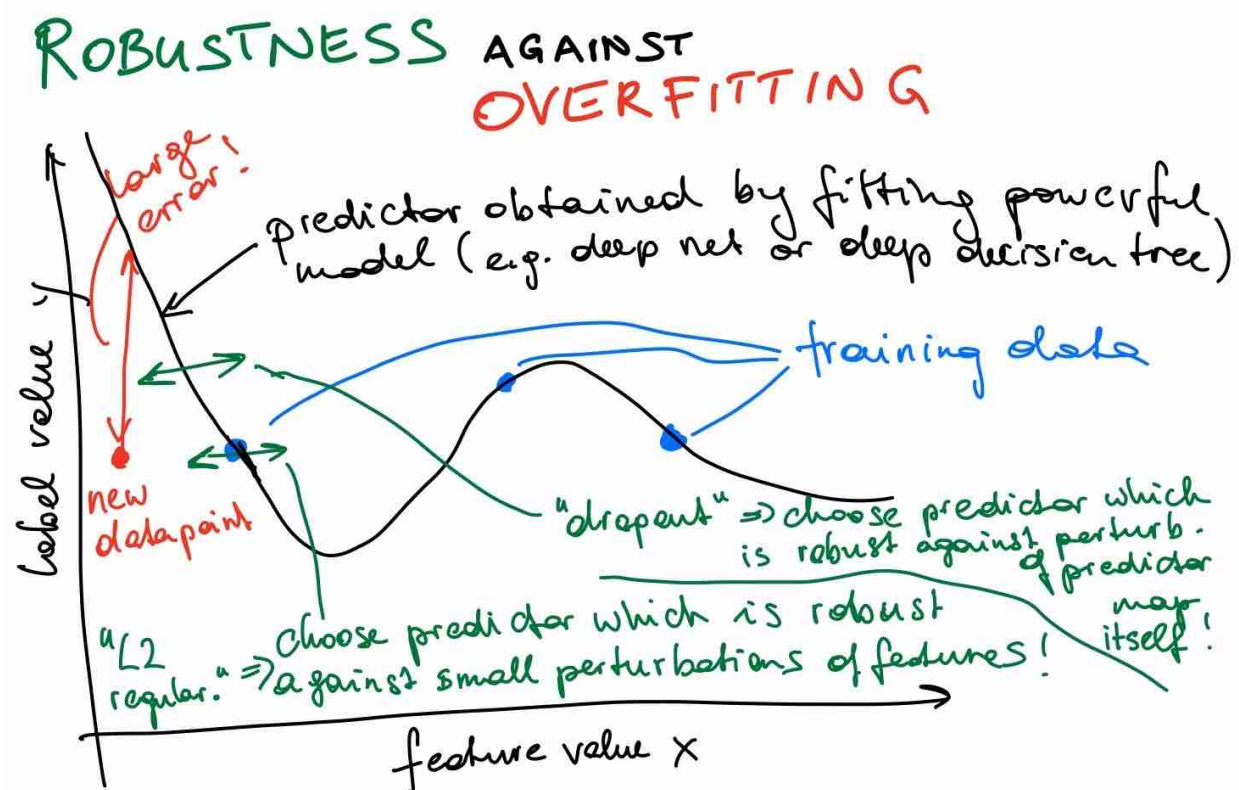 ROBUSTNESS AGAINST
OVERFITTING
large
error!
predictor obtained by fitting powerful
model (e.g. deep net or deep decision tree)
label value y
training data
new
datapoint
"dropout" => choose predictor which
is robust against perturb.
of predictor
map
itself!
"L2
regular." => choose predictor which is robust
against small perturbations of features!
feature value x